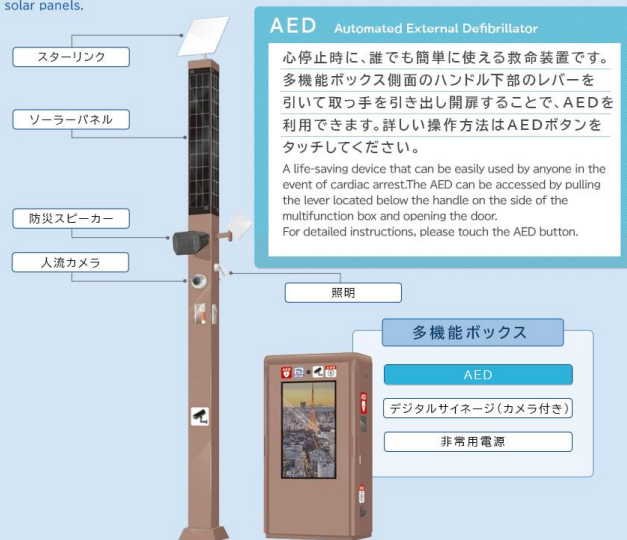 solar panels.
スターリンク
ソーラーパネル
防災スピーカー
人流カメラ
照明
AED Automated External Defibrillator
心停止時に、誰でも簡単に使える救命装置です。
多機能ボックス側面のハンドル下部のレバーを
引いて取っ手を引き出し開扉することで、AEDを
利用できます。詳しい操作方法はAEDボタンを
タッチしてください。
A life-saving device that can be easily used by anyone in the
event of cardiac arrest.The AED can be accessed by pulling
the lever located below the handle on the side of the
multifunction box and opening the door.
For detailed instructions, please touch the AED button.
多機能ボックス
AED
デジタルサイネージ(カメラ付き)
非常用電源
AED